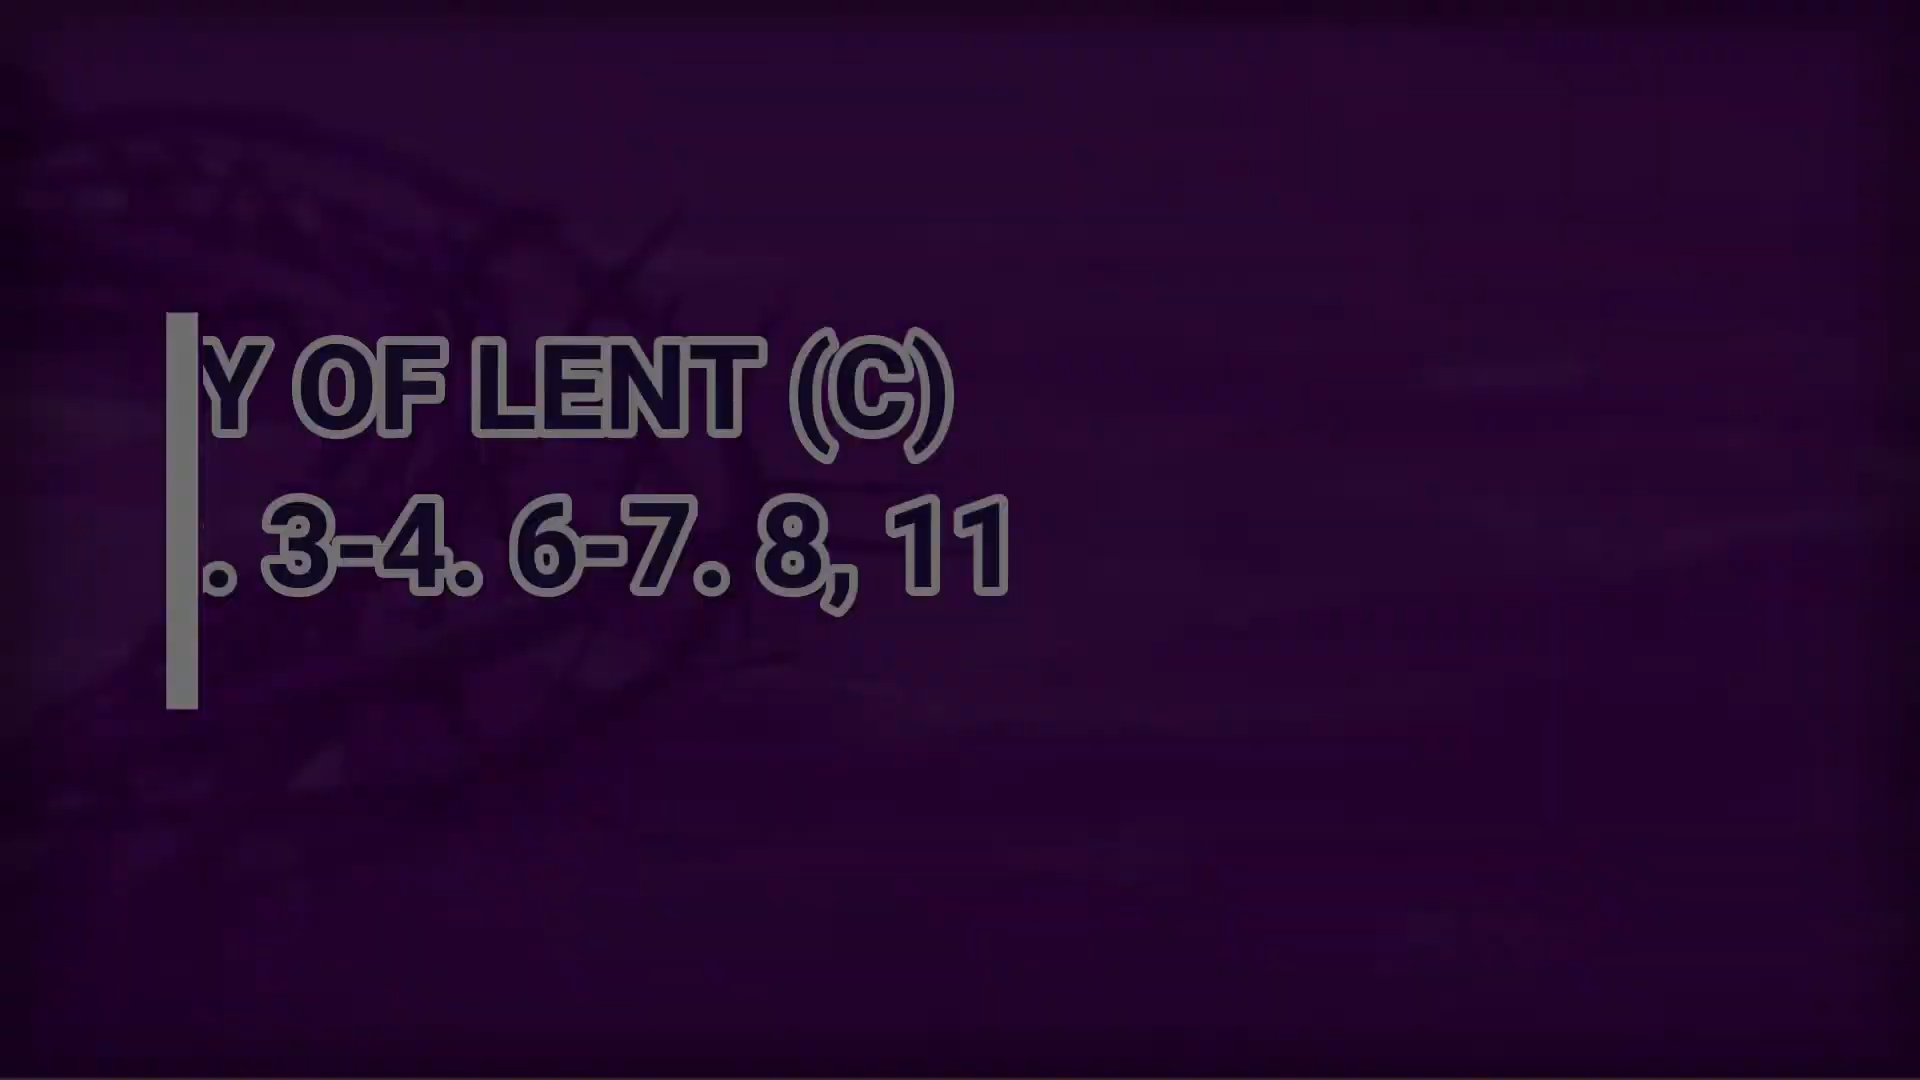 Y OF LENT (C)
. 3-4. 6-7. 8, 11